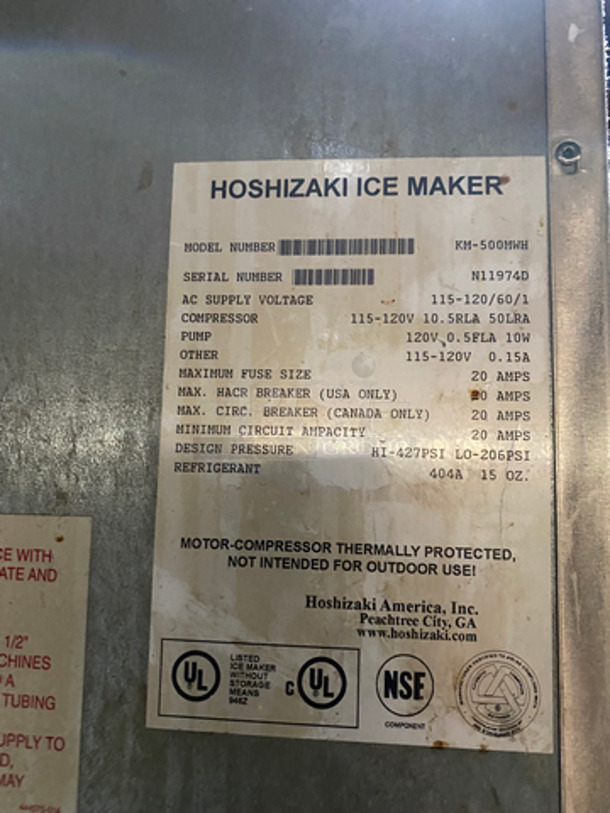 HOSHIZAKI ICE MAKER
MODEL NUMBER KM-500MWH
SERIAL NUMBER N11974D
AC SUPPLY VOLTAGE 115-120/60/1
COMPRESSOR 115-120V 10.5RLA 50LRA
PUMP 120V 0.5FLA 10W
OTHER 115-120V 0.15A
MAXIMUM FUSE SIZE 20 AMPS
MAX. HACR BREAKER (USA ONLY) 20 AMPS
MAX. CIRC. BREAKER (CANADA ONLY) 20 AMPS
MINIMUM CIRCUIT AMPACITY 20 AMPS
DESIGN PRESSURE HI-427PSI LO-206PSI
REFRIGERANT 404A 15 OZ.
MOTOR-COMPRESSOR THERMALLY PROTECTED,
NOT INTENDED FOR OUTDOOR USE!
Hoshizaki America, Inc.
Peachtree City, GA
www.hoshizaki.com
UL
LISTED
ICE MAKER
WITHOUT
STORAGE
MEANS
946Z
C UL
NSF
COMPONENT
CE WITH
ATE AND
1/2"
CHINES
A
TUBING
UPPLY TO
D,
MAY